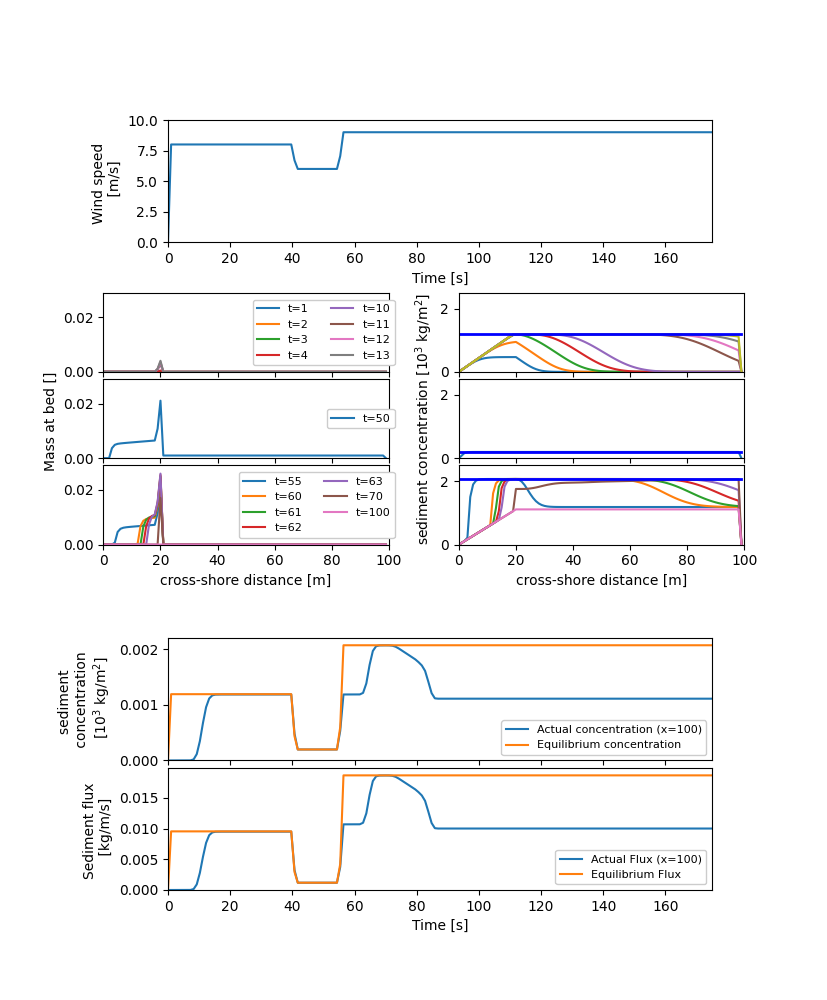 Wind speed
[m/s]
10.0
7.5
5.0
2.5
0.0
0 20 40 60 80 100 120 140 160
Time [s]
Mass at bed []
0.02
0.00
t=1 t=10
t=2 t=11
t=3 t=12
t=4 t=13
0.02
0.00
t=50
0.02
0.00
t=55 t=63
t=60 t=70
t=61 t=100
t=62
0 20 40 60 80 100
cross-shore distance [m]
sediment concentration [10³ kg/m²]
2
0
2
0
2
0
0 20 40 60 80 100
cross-shore distance [m]
sediment
concentration
[10³ kg/m²]
0.002
0.001
0.000
Actual concentration (x=100)
Equilibrium concentration
Sediment flux
[kg/m/s]
0.015
0.010
0.005
0.000
Actual Flux (x=100)
Equilibrium Flux
0 20 40 60 80 100 120 140 160
Time [s]